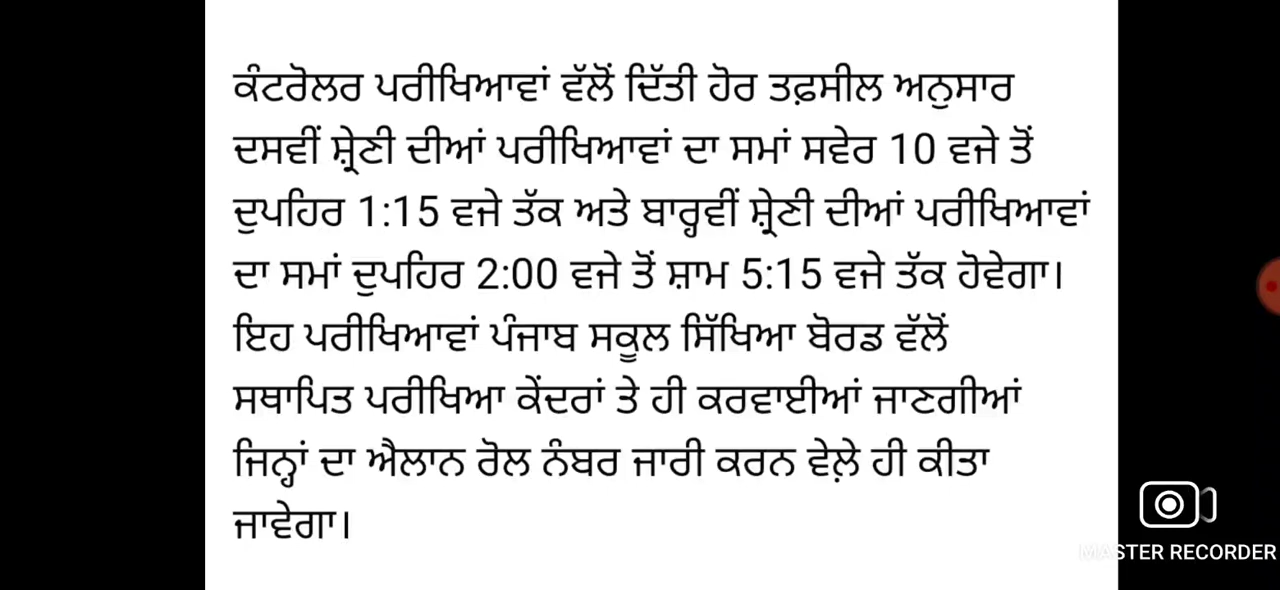 ਕੰਟਰੋਲਰ ਪਰੀਖਿਆਵਾਂ ਵੱਲੋਂ ਦਿੱਤੀ ਹੋਰ ਤਫ਼ਸੀਲ ਅਨੁਸਾਰ
ਦਸਵੀਂ ਸ਼੍ਰੇਣੀ ਦੀਆਂ ਪਰੀਖਿਆਵਾਂ ਦਾ ਸਮਾਂ ਸਵੇਰ 10 ਵਜੇ ਤੋਂ
ਦੁਪਹਿਰ 1:15 ਵਜੇ ਤੱਕ ਅਤੇ ਬਾਰ੍ਹਵੀਂ ਸ਼੍ਰੇਣੀ ਦੀਆਂ ਪਰੀਖਿਆਵਾਂ
ਦਾ ਸਮਾਂ ਦੁਪਹਿਰ 2:00 ਵਜੇ ਤੋਂ ਸ਼ਾਮ 5:15 ਵਜੇ ਤੱਕ ਹੋਵੇਗਾ।
ਇਹ ਪਰੀਖਿਆਵਾਂ ਪੰਜਾਬ ਸਕੂਲ ਸਿੱਖਿਆ ਬੋਰਡ ਵੱਲੋਂ
ਸਥਾਪਿਤ ਪਰੀਖਿਆ ਕੇਂਦਰਾਂ ਤੇ ਹੀ ਕਰਵਾਈਆਂ ਜਾਣਗੀਆਂ
ਜਿਨ੍ਹਾਂ ਦਾ ਐਲਾਨ ਰੋਲ ਨੰਬਰ ਜਾਰੀ ਕਰਨ ਵੇਲ਼ੇ ਹੀ ਕੀਤਾ
ਜਾਵੇਗਾ।
MASTER RECORDER